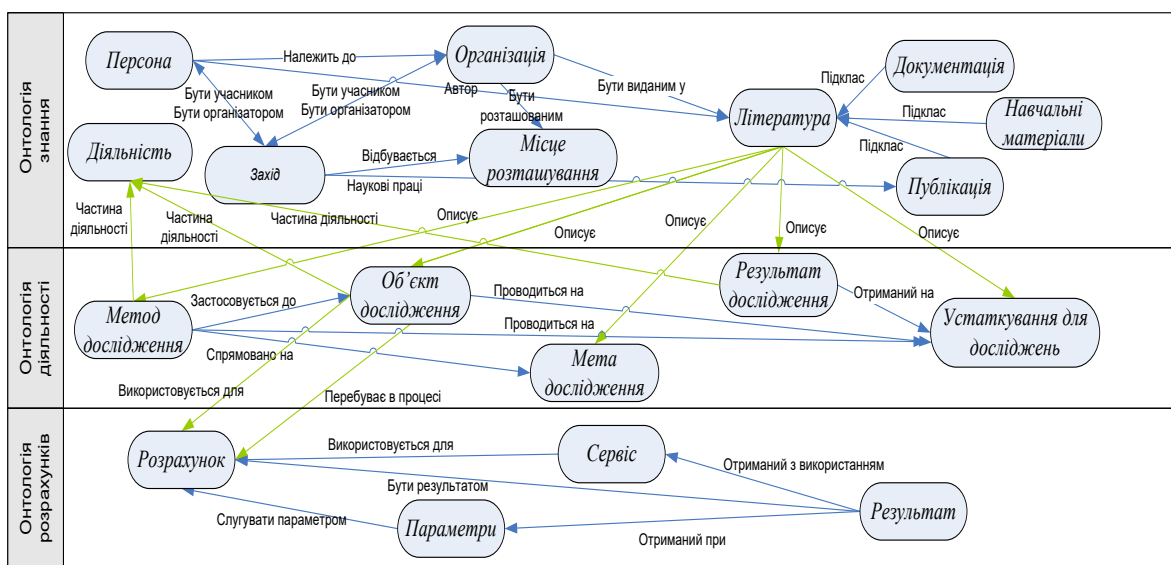 Онтологія
знання
Персона
Належить до
Організація
Документація
Підклас
Бути учасником
Бути організатором
Бути учасником
Бути організатором
Автор
Бути
розташованим
Бути виданим у
Література
Підклас
Навчальні
матеріали
Підклас
Діяльність
Захід
Відбувається
Наукові праці
Місце
розташування
Публікація
Частина
діяльності
Частина
діяльності
Частина діяльності
Описує
Описує
Описує
Описує
Описує
Онтологія
діяльності
Метод
дослідження
Застосовується до
Об’єкт
дослідження
Проводиться на
Результат
дослідження
Отриманий на
Устаткування для
досліджень
Проводиться на
Спрямовано на
Мета
дослідження
Використовується для
Перебуває в процесі
Онтологія
розрахунків
Розрахунок
Використовується для
Сервіс
Отриманий з використанням
Бути результатом
Слугувати параметром
Параметри
Отриманий при
Результат